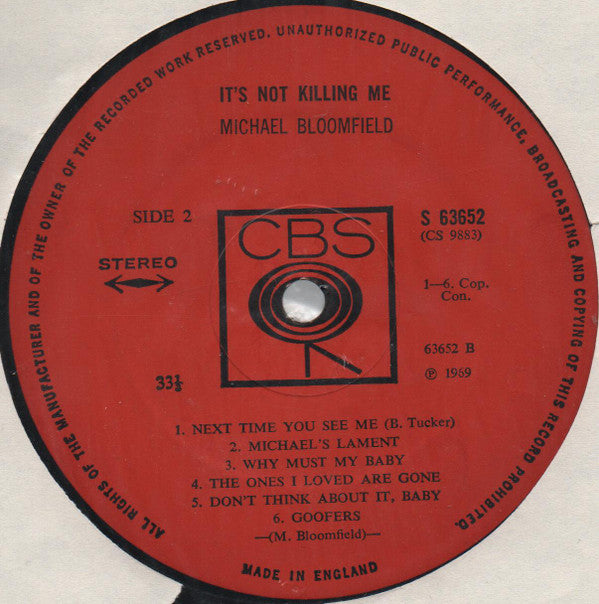 ALL RIGHTS OF THE MANUFACTURER AND OF THE OWNER OF THE RECORDED WORK RESERVED. UNAUTHORIZED PUBLIC PERFORMANCE, BROADCASTING AND COPYING OF THIS RECORD PROHIBITED.
IT'S NOT KILLING ME
MICHAEL BLOOMFIELD
SIDE 2
S 63652
(CS 9883)
CBS
STEREO
1—6. Cop.
Con.
63652 B
℗ 1969
33⅓
1. NEXT TIME YOU SEE ME (B. Tucker)
2. MICHAEL'S LAMENT
3. WHY MUST MY BABY
4. THE ONES I LOVED ARE GONE
5. DON'T THINK ABOUT IT, BABY
6. GOOFERS
—(M. Bloomfield)—
MADE IN ENGLAND